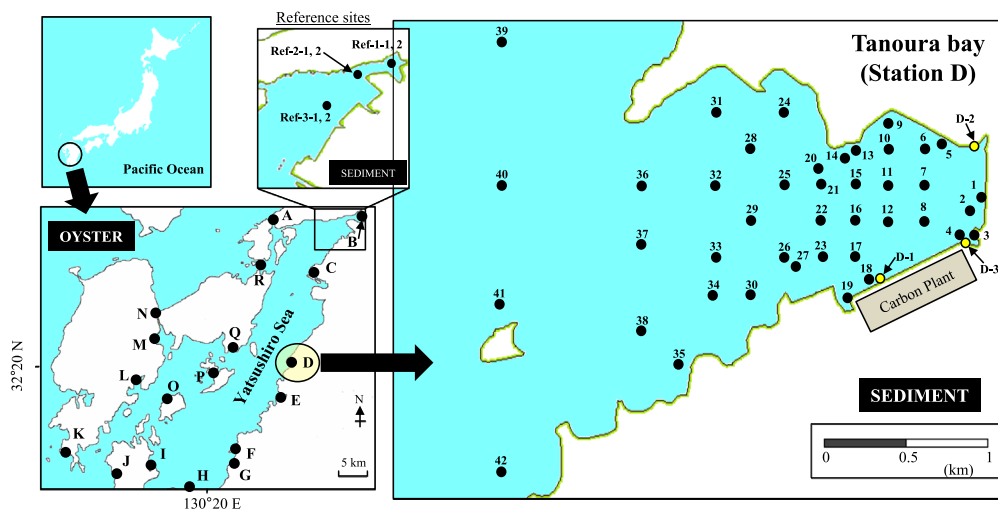 Pacific Ocean
Reference sites
Ref-1-1, 2
Ref-2-1, 2
Ref-3-1, 2
SEDIMENT
OYSTER
A
B
C
R
N
M
Q
D
L
P
O
E
K
J
I
F
G
H
Yatsushiro Sea
N
5 km
32°20 N
130°20 E
Tanoura bay
(Station D)
39
31
24
9
D-2
28
14
13
10
6
5
20
40
36
32
25
21
15
11
7
1
2
29
22
16
12
8
37
4
3
33
26
27
23
17
D-3
18
D-1
34
30
19
Carbon Plant
41
38
35
42
SEDIMENT
0
0.5
1
(km)